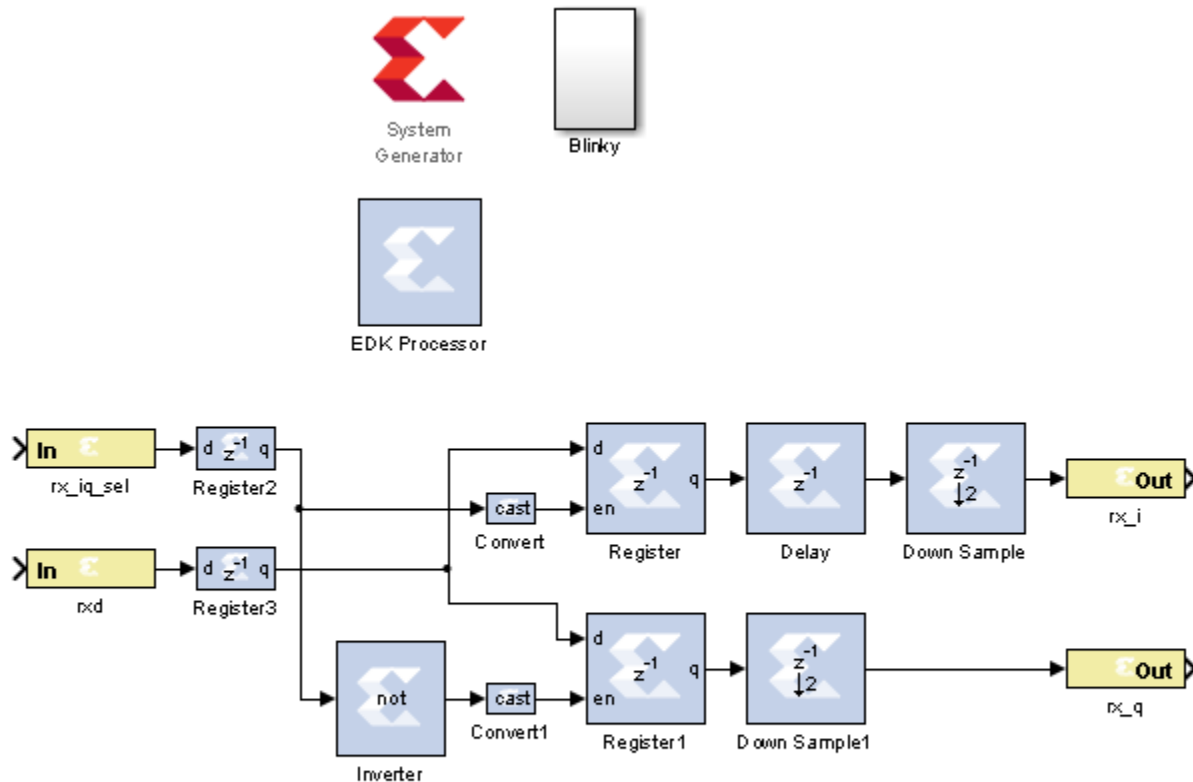 System
Generator
Blinky
EDK Processor
In
rx_iq_sel
d z⁻¹ q
Register2
cast
Convert
d
en
z⁻¹
q
Register
z⁻¹
Delay
z⁻¹
↓2
Down Sample
Out
rx_i
In
rxd
d z⁻¹ q
Register3
not
Inverter
cast
Convert1
d
en
z⁻¹
q
Register1
z⁻¹
↓2
Down Sample1
Out
rx_q